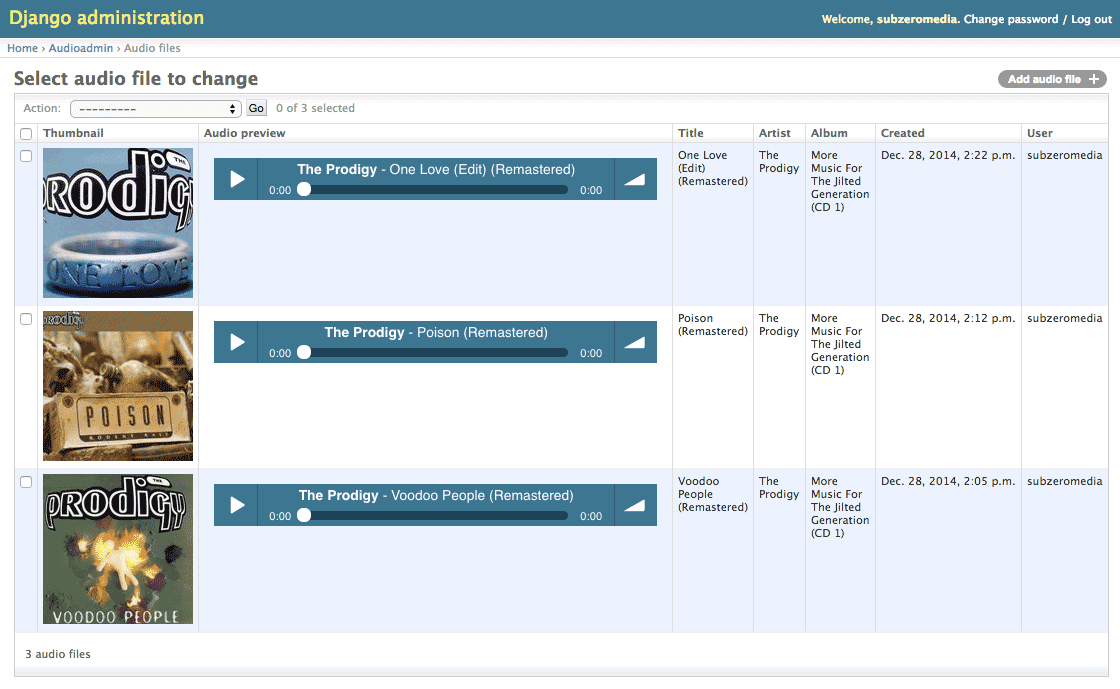 Django administration
Welcome, subzeromedia. Change password / Log out
Home › Audioadmin › Audio files
Select audio file to change
Add audio file +
Action: --------- Go 0 of 3 selected
Thumbnail Audio preview Title Artist Album Created User
THE
PRODIGY
ONE LOVE
The Prodigy - One Love (Edit) (Remastered)
0:00 0:00
One Love
(Edit)
(Remastered)
The
Prodigy
More
Music For
The Jilted
Generation
(CD 1)
Dec. 28, 2014, 2:22 p.m.
subzeromedia
PRODIGY
POISON
The Prodigy - Poison (Remastered)
0:00 0:00
Poison
(Remastered)
The
Prodigy
More
Music For
The Jilted
Generation
(CD 1)
Dec. 28, 2014, 2:12 p.m.
subzeromedia
THE
PRODIGY
VOODOO PEOPLE
The Prodigy - Voodoo People (Remastered)
0:00 0:00
Voodoo
People
(Remastered)
The
Prodigy
More
Music For
The Jilted
Generation
(CD 1)
Dec. 28, 2014, 2:05 p.m.
subzeromedia
3 audio files